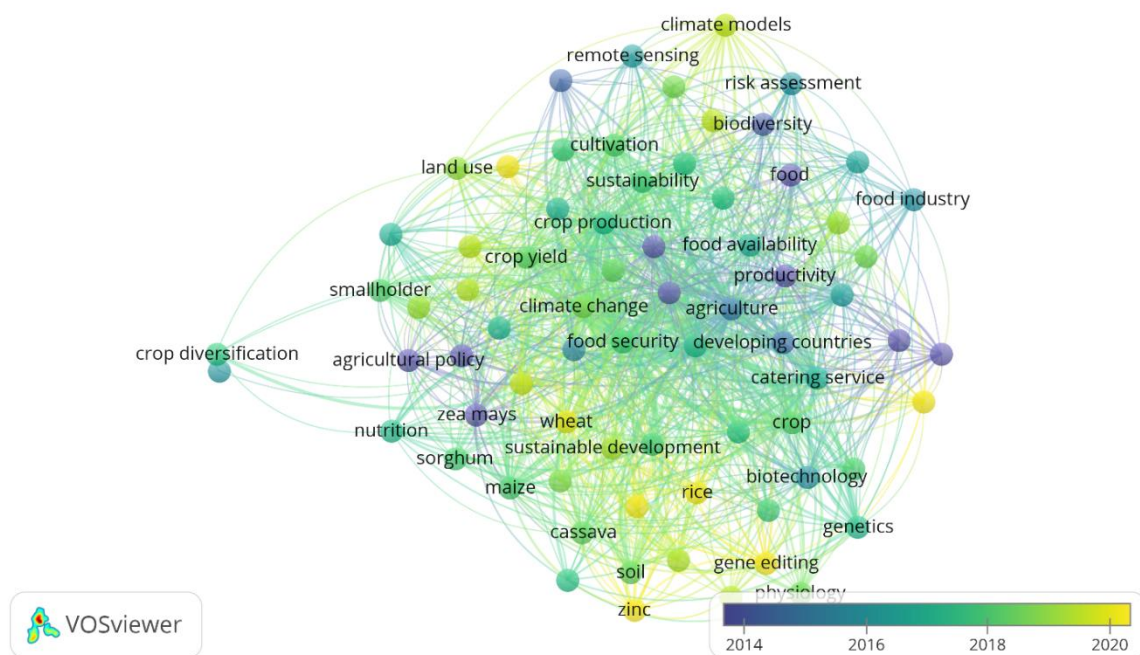 climate models
remote sensing
risk assessment
biodiversity
cultivation
land use
food
sustainability
food industry
crop production
food availability
crop yield
productivity
smallholder
climate change
agriculture
food security
developing countries
crop diversification
agricultural policy
catering service
zea mays
wheat
crop
nutrition
sustainable development
sorghum
biotechnology
maize
rice
genetics
cassava
gene editing
soil
physiology
zinc
VOSviewer
2014 2016 2018 2020